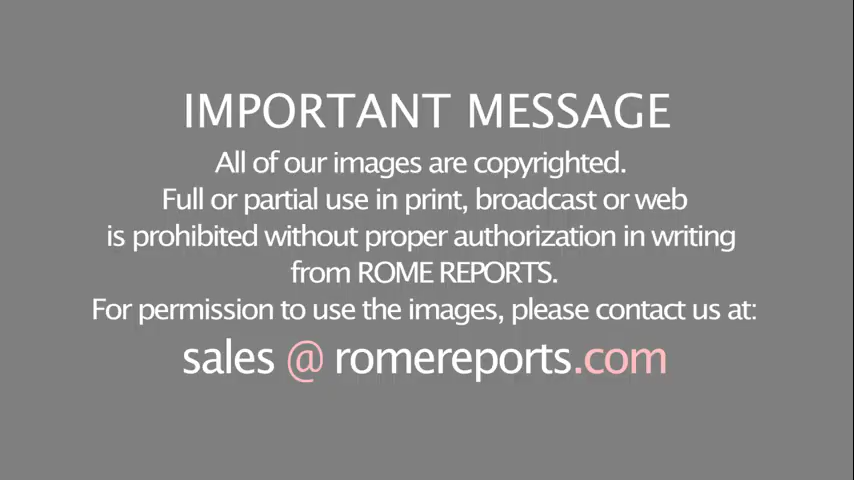 IMPORTANT MESSAGE
All of our images are copyrighted.
Full or partial use in print, broadcast or web
is prohibited without proper authorization in writing
from ROME REPORTS.
For permission to use the images, please contact us at:
sales @ romereports.com